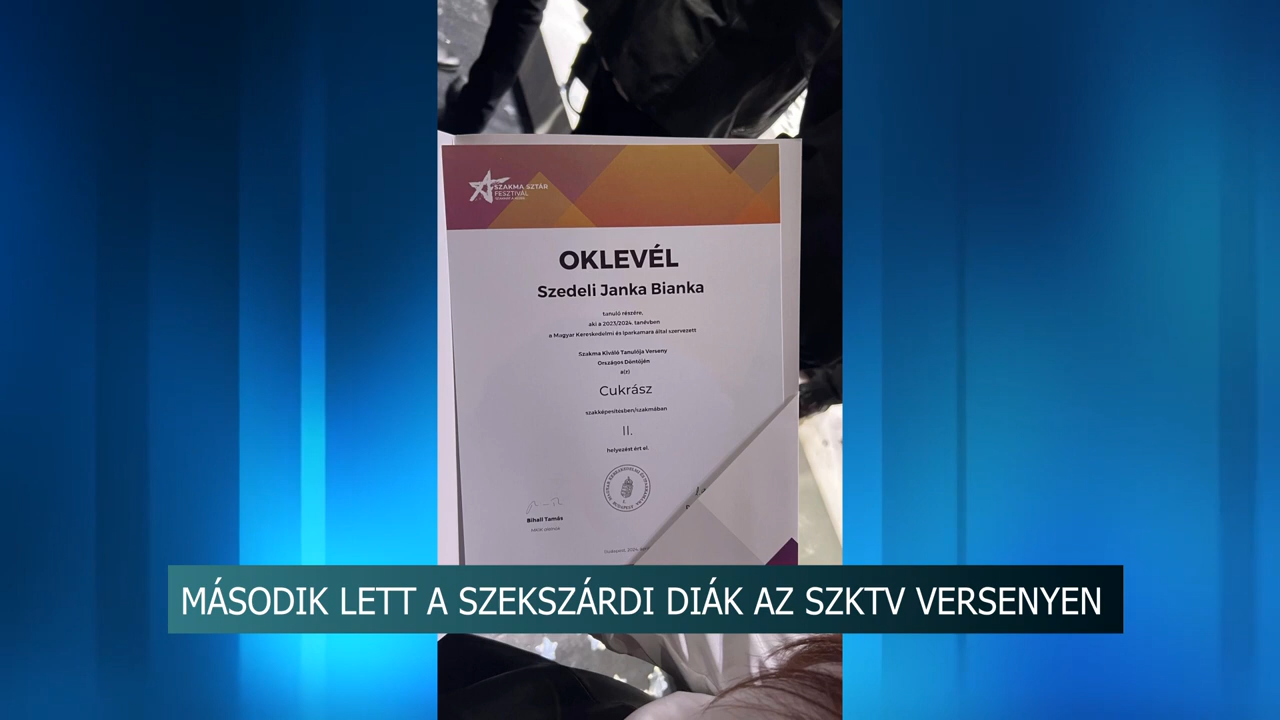 SZAKMA SZTÁR
FESZTIVÁL
OKLEVÉL
Szedeli Janka Bianka
tanuló részére,
aki a 2023/2024. tanévben
a Magyar Kereskedelmi és Iparkamara által szervezett
Szakma Kiváló Tanulója Verseny
Országos Döntőjén
a(z)
Cukrász
szakképesítésben/szakmában
II.
helyezést ért el.
Bihall Tamás
Budapest, 2024.
MÁSODIK LETT A SZEKSZÁRDI DIÁK AZ SZKTV VERSENYEN